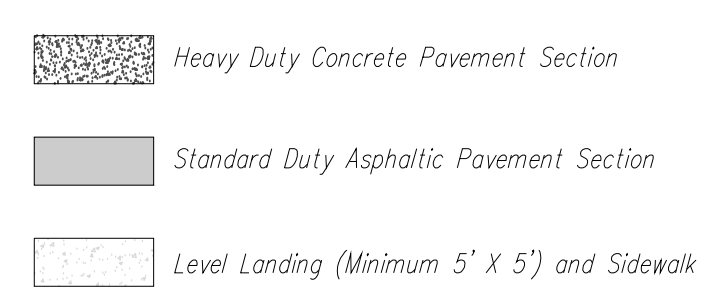 Heavy Duty Concrete Pavement Section
Standard Duty Asphaltic Pavement Section
Level Landing (Minimum 5' X 5') and Sidewalk